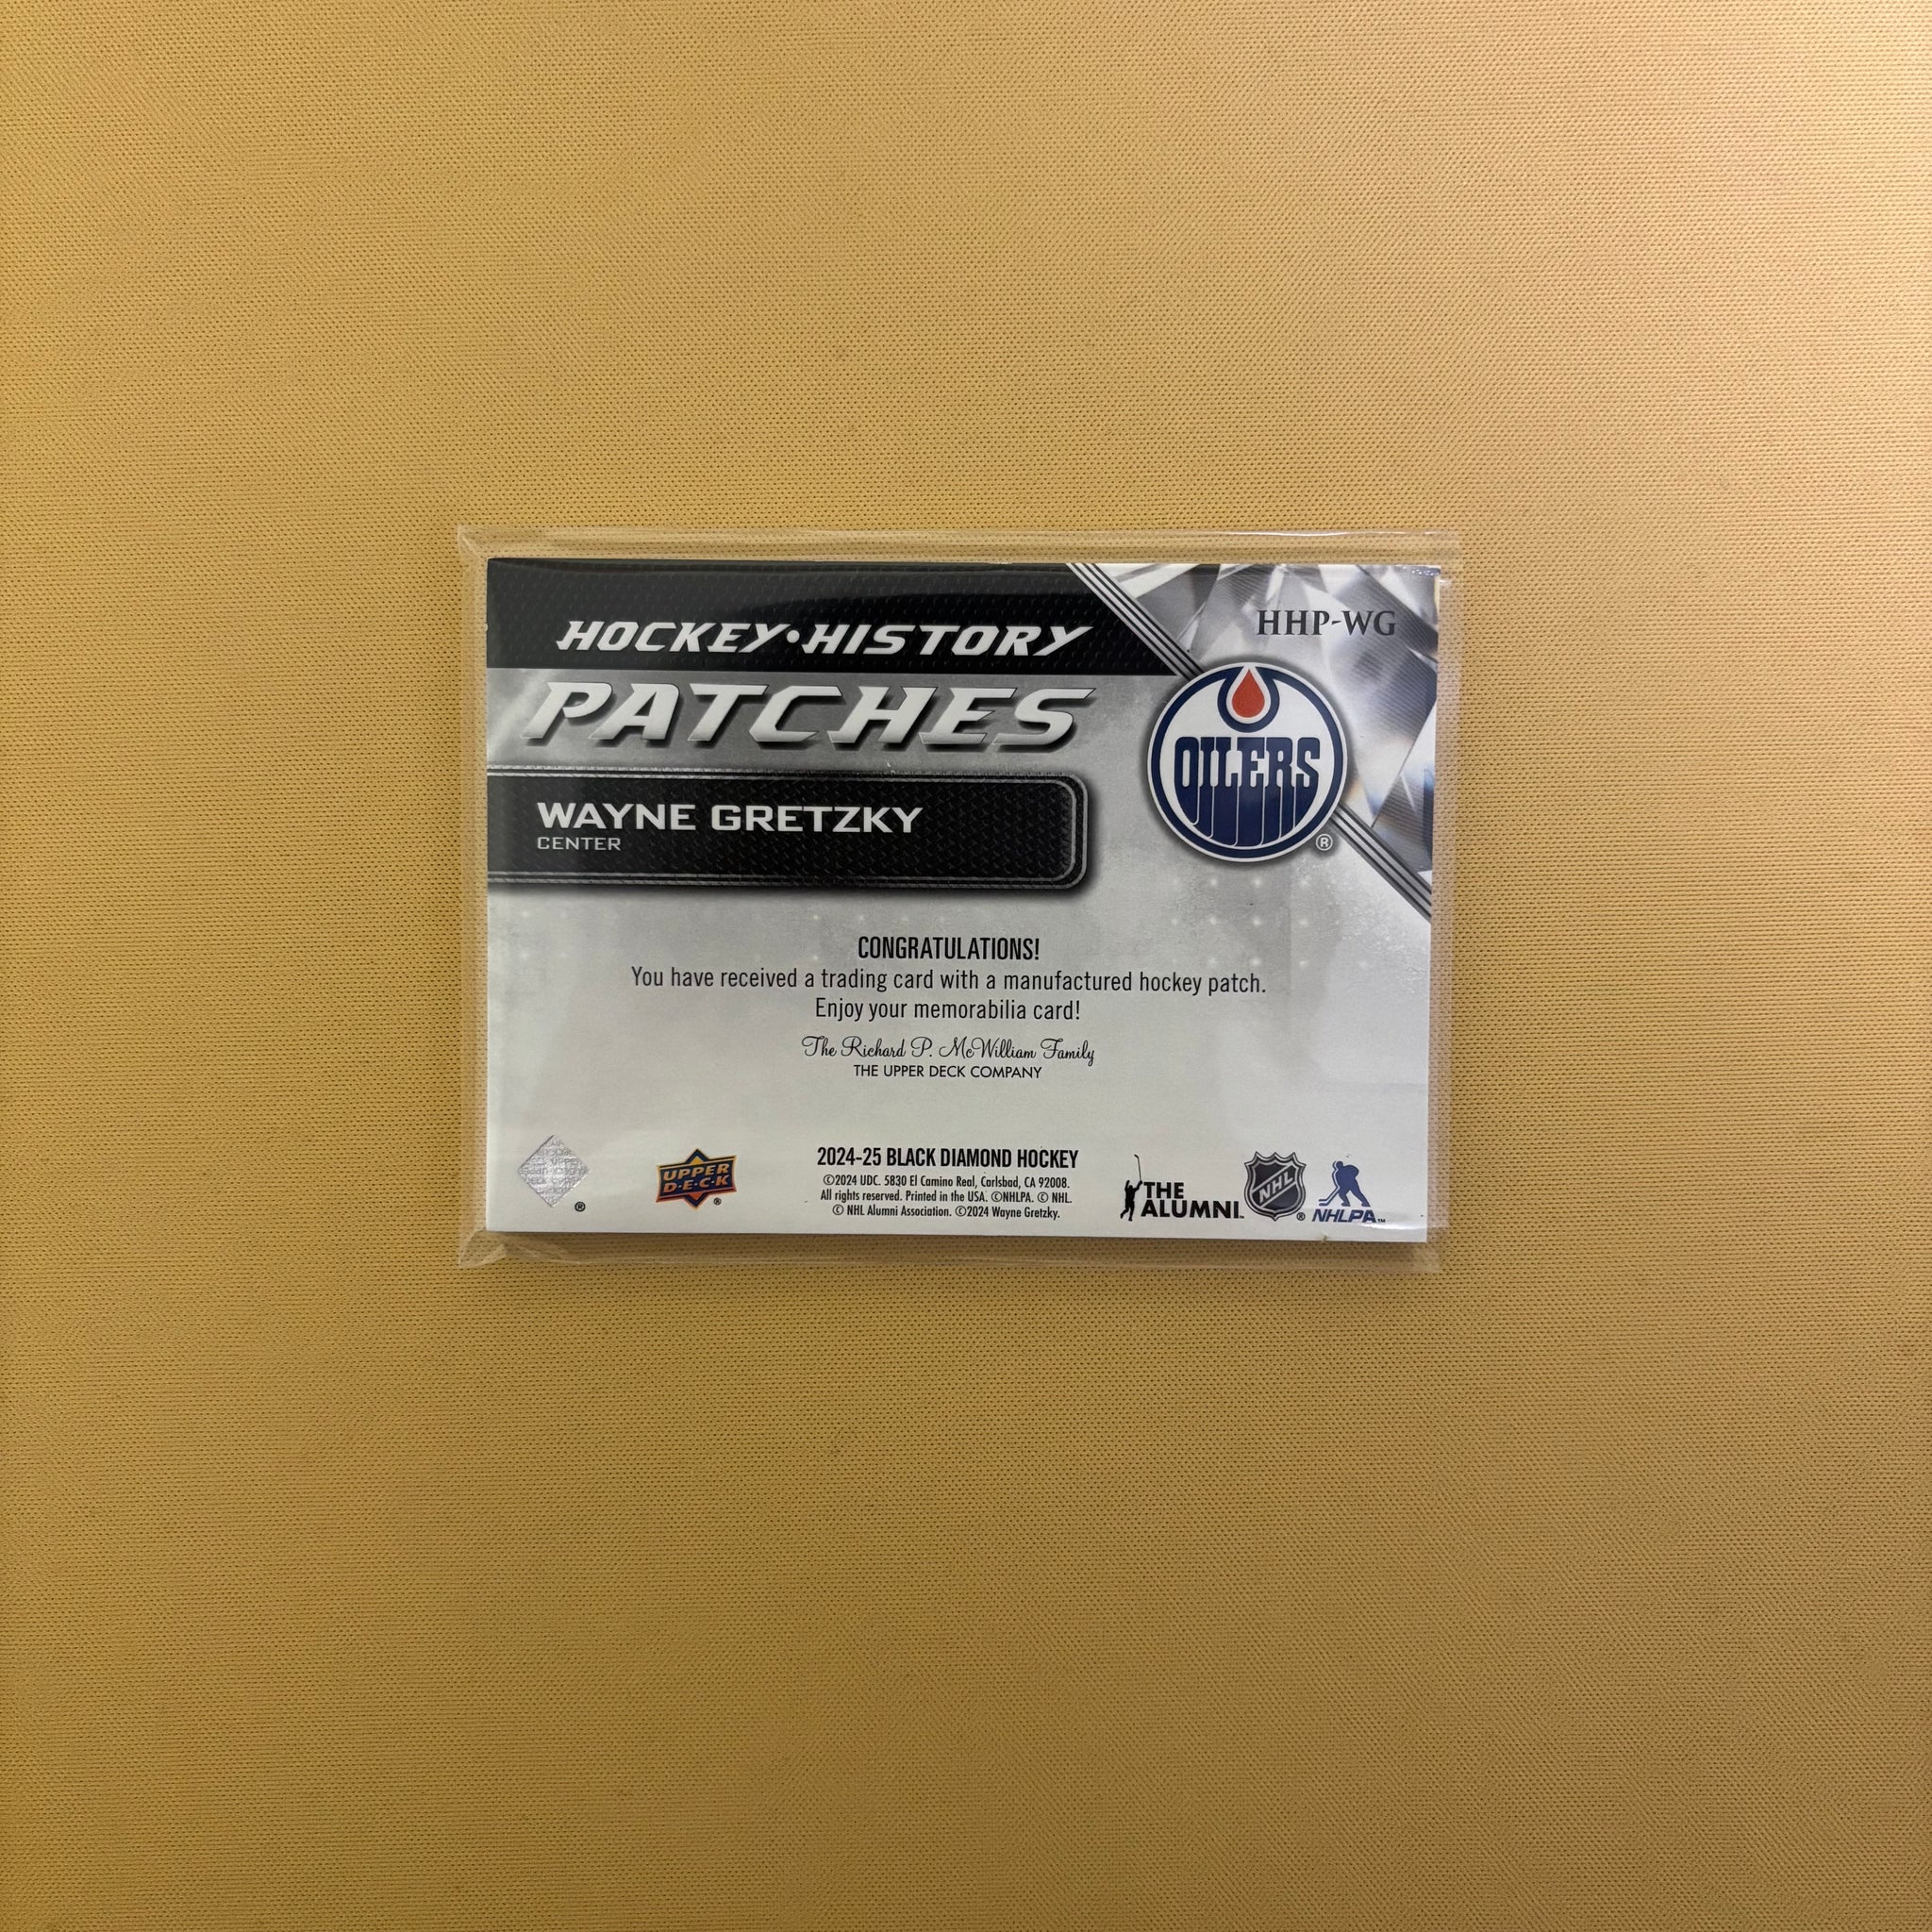 HOCKEY•HISTORY
HHP-WG
PATCHES
OILERS
®
WAYNE GRETZKY
CENTER
CONGRATULATIONS!
You have received a trading card with a manufactured hockey patch.
Enjoy your memorabilia card!
The Richard P. McWilliam Family
THE UPPER DECK COMPANY
®
UPPER
D·E·C·K
®
2024-25 BLACK DIAMOND HOCKEY
©2024 UDC. 5830 El Camino Real, Carlsbad, CA 92008.
All rights reserved. Printed in the USA. ©NHLPA. © NHL.
© NHL Alumni Association. ©2024 Wayne Gretzky.
THE
ALUMNI™
NHL
®
NHLPA™